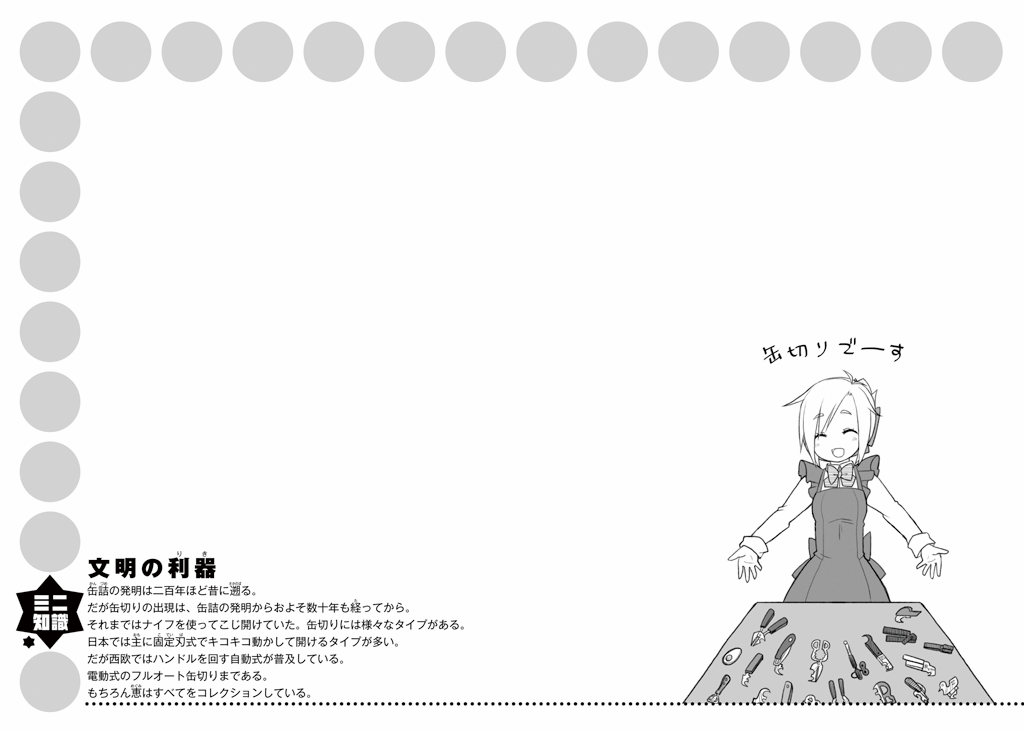 缶切りでーす
ミニ
知識
文明の利器
缶詰の発明は二百年ほど昔に遡る。
だが缶切りの出現は、缶詰の発明からおよそ数十年も経ってから。
それまではナイフを使ってこじ開けていた。缶切りには様々なタイプがある。
日本では主に固定刃式でキコキコ動かして開けるタイプが多い。
だが西欧ではハンドルを回す自動式が普及している。
電動式のフルオート缶切りまである。
もちろん恵はすべてをコレクションしている。